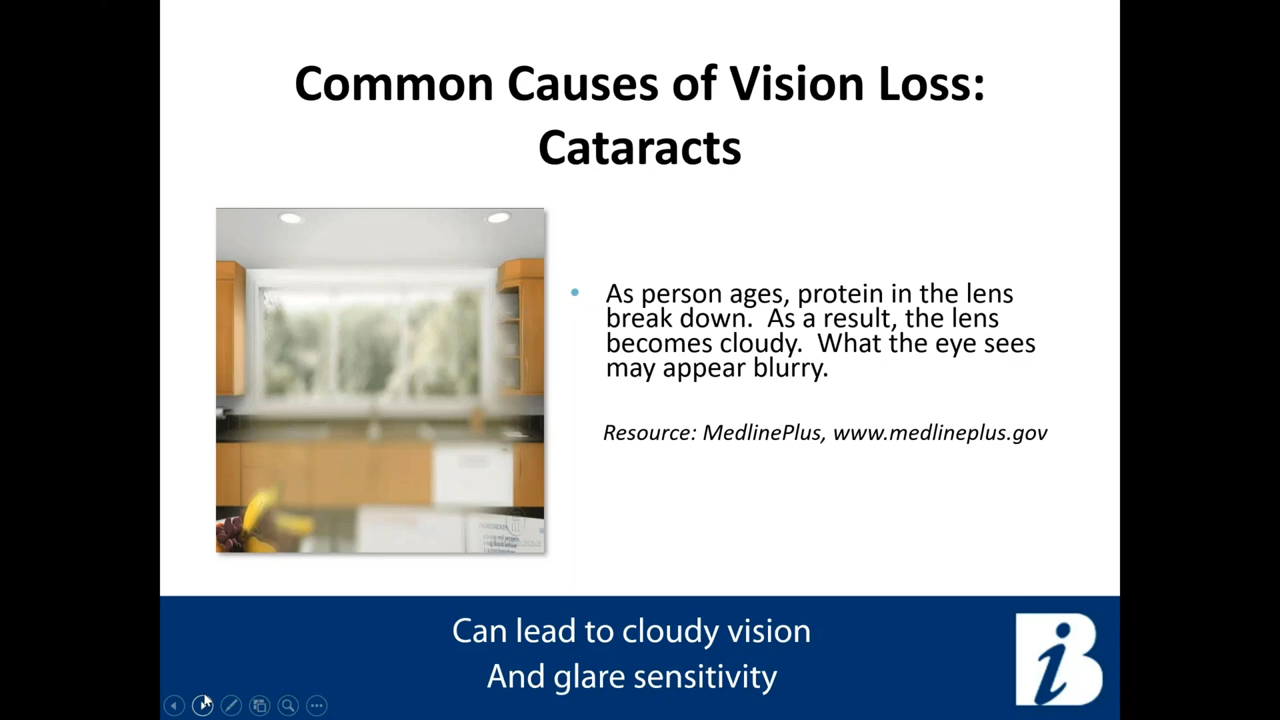 Common Causes of Vision Loss:
Cataracts
As person ages, protein in the lens
break down.  As a result, the lens
becomes cloudy.  What the eye sees
may appear blurry.
Resource: MedlinePlus, www.medlineplus.gov
Can lead to cloudy vision
And glare sensitivity
iB